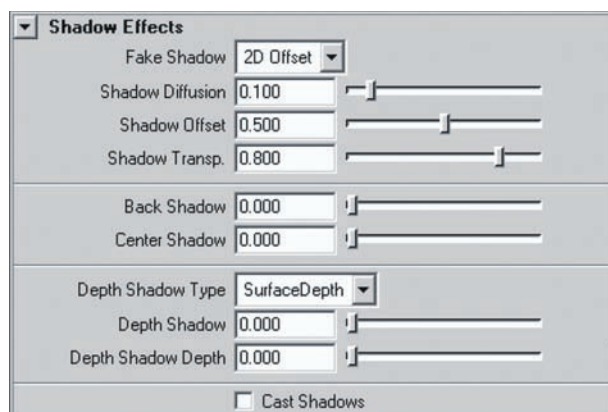 Shadow Effects
Fake Shadow 2D Offset
Shadow Diffusion 0.100
Shadow Offset 0.500
Shadow Transp. 0.800
Back Shadow 0.000
Center Shadow 0.000
Depth Shadow Type SurfaceDepth
Depth Shadow 0.000
Depth Shadow Depth 0.000
Cast Shadows